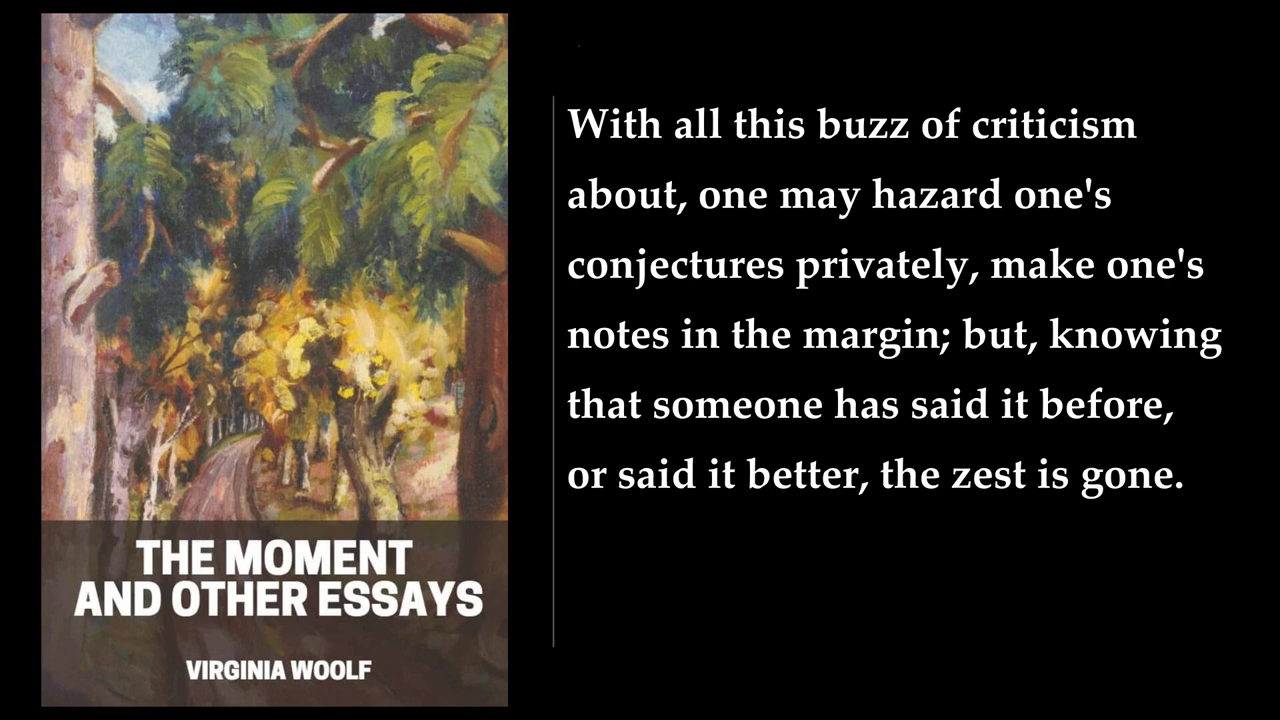 THE MOMENT
AND OTHER ESSAYS
VIRGINIA WOOLF
With all this buzz of criticism
about, one may hazard one's
conjectures privately, make one's
notes in the margin; but, knowing
that someone has said it before,
or said it better, the zest is gone.